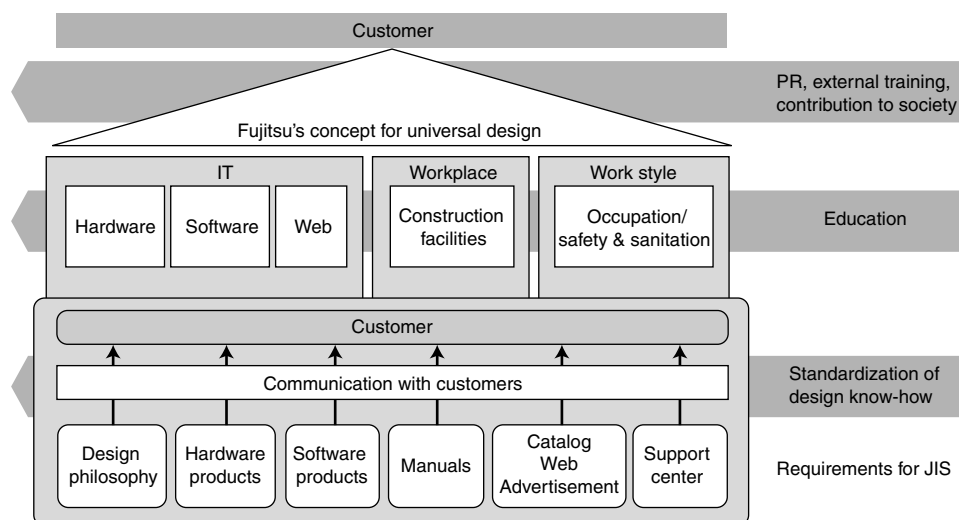 Customer
PR, external training,
contribution to society
Fujitsu's concept for universal design
IT
Workplace
Work style
Hardware
Software
Web
Construction
facilities
Occupation/
safety & sanitation
Education
Customer
Communication with customers
Standardization of
design know-how
Design
philosophy
Hardware
products
Software
products
Manuals
Catalog
Web
Advertisement
Support
center
Requirements for JIS